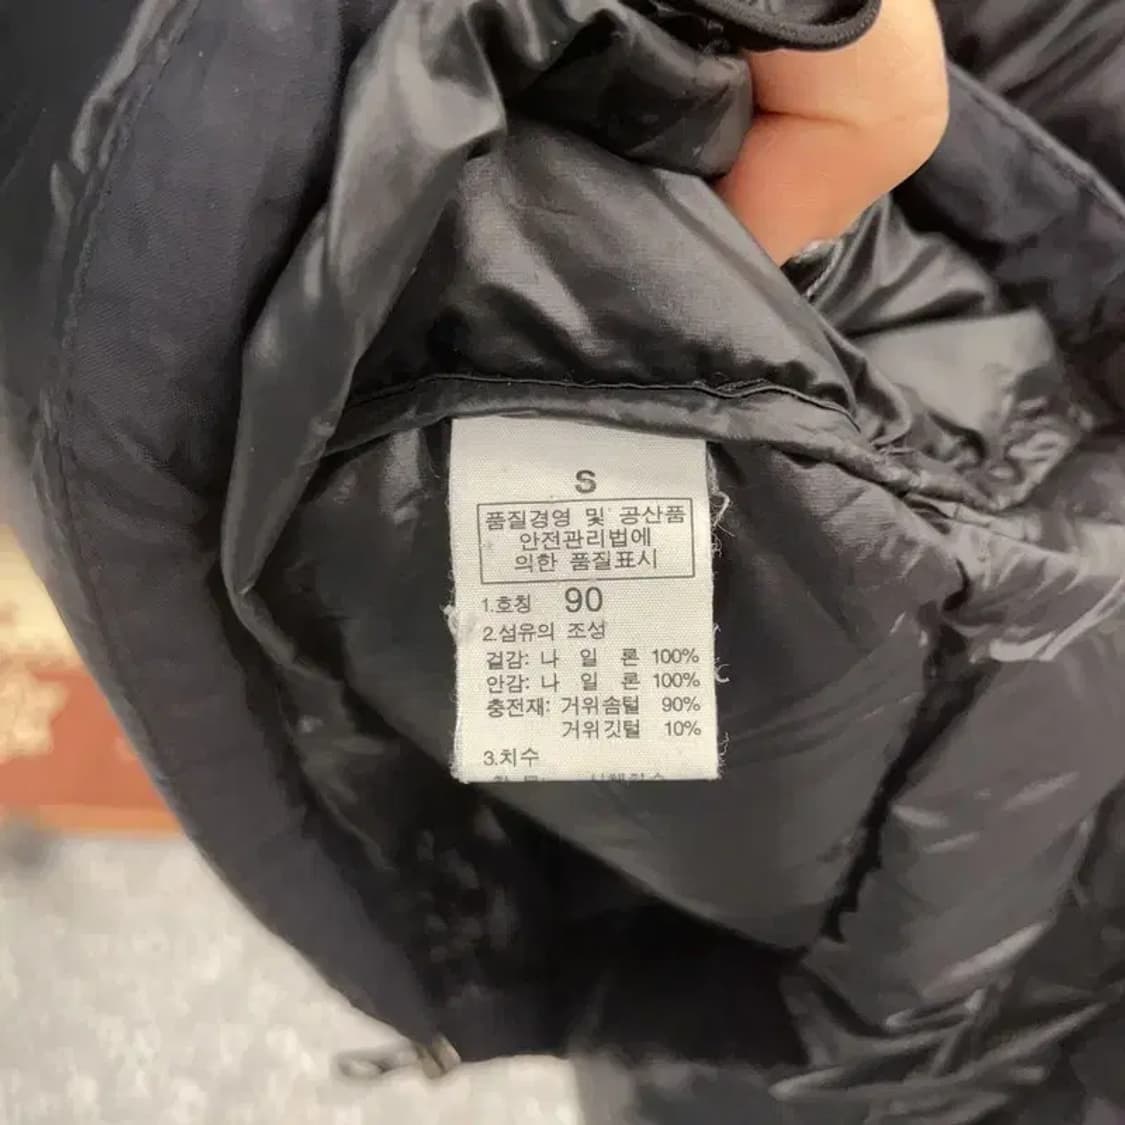 S
품질경영 및 공산품
안전관리법에
의한 품질표시
1.호칭 90
2.섬유의 조성
겉감: 나 일 론 100%
안감: 나 일 론 100%
충전재: 거위솜털 90%
거위깃털 10%
3.치수